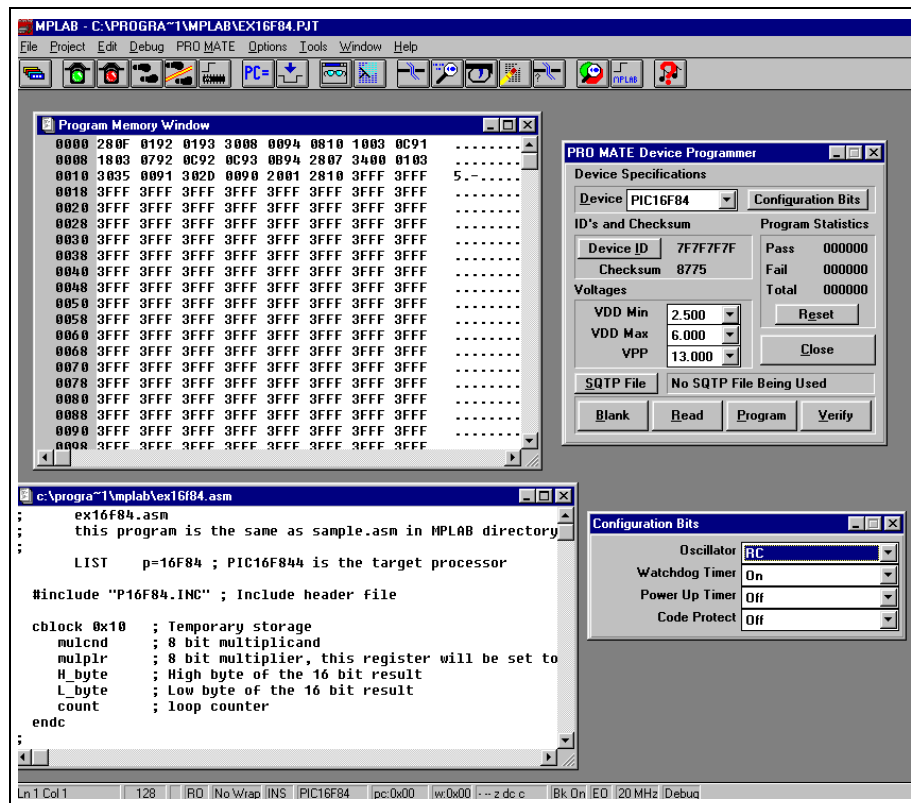 MPLAB - C:\PROGRA~1\MPLAB\EX16F84.PJT
File Project Edit Debug PRO MATE Options Tools Window Help
PC=
MPLAB
Program Memory Window
0000 280F 0192 0193 3008 0094 0810 1003 0C91 ........
0008 1803 0792 0C92 0C93 0B94 2807 3400 0103 ........
0010 3035 0091 302D 0090 2001 2810 3FFF 3FFF 5.-.....
0018 3FFF 3FFF 3FFF 3FFF 3FFF 3FFF 3FFF 3FFF ........
0020 3FFF 3FFF 3FFF 3FFF 3FFF 3FFF 3FFF 3FFF ........
0028 3FFF 3FFF 3FFF 3FFF 3FFF 3FFF 3FFF 3FFF ........
0030 3FFF 3FFF 3FFF 3FFF 3FFF 3FFF 3FFF 3FFF ........
0038 3FFF 3FFF 3FFF 3FFF 3FFF 3FFF 3FFF 3FFF ........
0040 3FFF 3FFF 3FFF 3FFF 3FFF 3FFF 3FFF 3FFF ........
0048 3FFF 3FFF 3FFF 3FFF 3FFF 3FFF 3FFF 3FFF ........
0050 3FFF 3FFF 3FFF 3FFF 3FFF 3FFF 3FFF 3FFF ........
0058 3FFF 3FFF 3FFF 3FFF 3FFF 3FFF 3FFF 3FFF ........
0060 3FFF 3FFF 3FFF 3FFF 3FFF 3FFF 3FFF 3FFF ........
0068 3FFF 3FFF 3FFF 3FFF 3FFF 3FFF 3FFF 3FFF ........
0070 3FFF 3FFF 3FFF 3FFF 3FFF 3FFF 3FFF 3FFF ........
0078 3FFF 3FFF 3FFF 3FFF 3FFF 3FFF 3FFF 3FFF ........
0080 3FFF 3FFF 3FFF 3FFF 3FFF 3FFF 3FFF 3FFF ........
0088 3FFF 3FFF 3FFF 3FFF 3FFF 3FFF 3FFF 3FFF ........
0090 3FFF 3FFF 3FFF 3FFF 3FFF 3FFF 3FFF 3FFF ........
0098 3FFF 3FFF 3FFF 3FFF 3FFF 3FFF 3FFF 3FFF ........
PRO MATE Device Programmer
Device Specifications
Device PIC16F84 Configuration Bits
ID's and Checksum Program Statistics
Device ID 7F7F7F7F Pass 000000
Checksum 8775 Fail 000000
Voltages Total 000000
VDD Min 2.500 Reset
VDD Max 6.000
VPP 13.000 Close
SQTP File No SQTP File Being Used
Blank Read Program Verify
c:\progra~1\mplab\ex16f84.asm
; ex16f84.asm
; this program is the same as sample.asm in MPLAB directory
;
LIST p=16F84 ; PIC16F844 is the target processor
#include "P16F84.INC" ; Include header file
cblock 0x10 ; Temporary storage
mulcnd ; 8 bit multiplicand
mulplr ; 8 bit multiplier, this register will be set to
H_byte ; High byte of the 16 bit result
L_byte ; Low byte of the 16 bit result
count ; loop counter
endc
;
Configuration Bits
Oscillator RC
Watchdog Timer On
Power Up Timer Off
Code Protect Off
Ln 1 Col 1 128 RO No Wrap INS PIC16F84 pc:0x00 w:0x00 - -- z dc c Bk On EO 20 MHz Debug